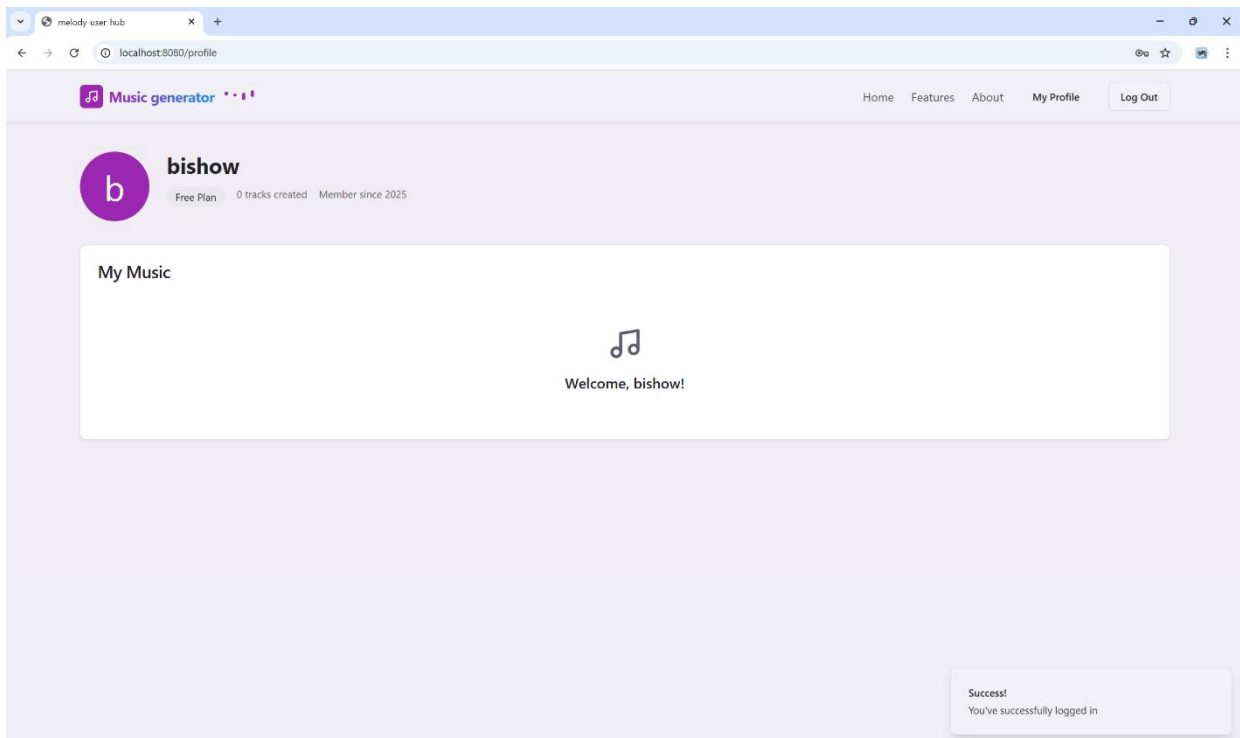 melody-user hub
localhost:8080/profile
Music generator
Home Features About My Profile Log Out
b
bishow
Free Plan 0 tracks created Member since 2025
My Music
Welcome, bishow!
Success!
You've successfully logged in